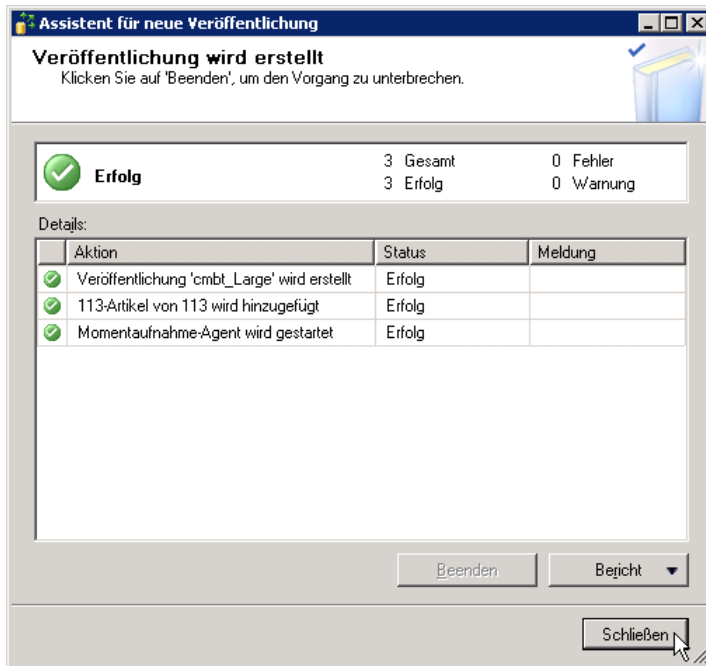 Assistent für neue Veröffentlichung
Veröffentlichung wird erstellt
Klicken Sie auf 'Beenden', um den Vorgang zu unterbrechen.
Erfolg
3 Gesamt
0 Fehler
3 Erfolg
0 Warnung
Details:
Aktion Status Meldung
Veröffentlichung 'cmbt_Large' wird erstellt Erfolg
113-Artikel von 113 wird hinzugefügt Erfolg
Momentaufnahme-Agent wird gestartet Erfolg
Beenden
Bericht
Schließen